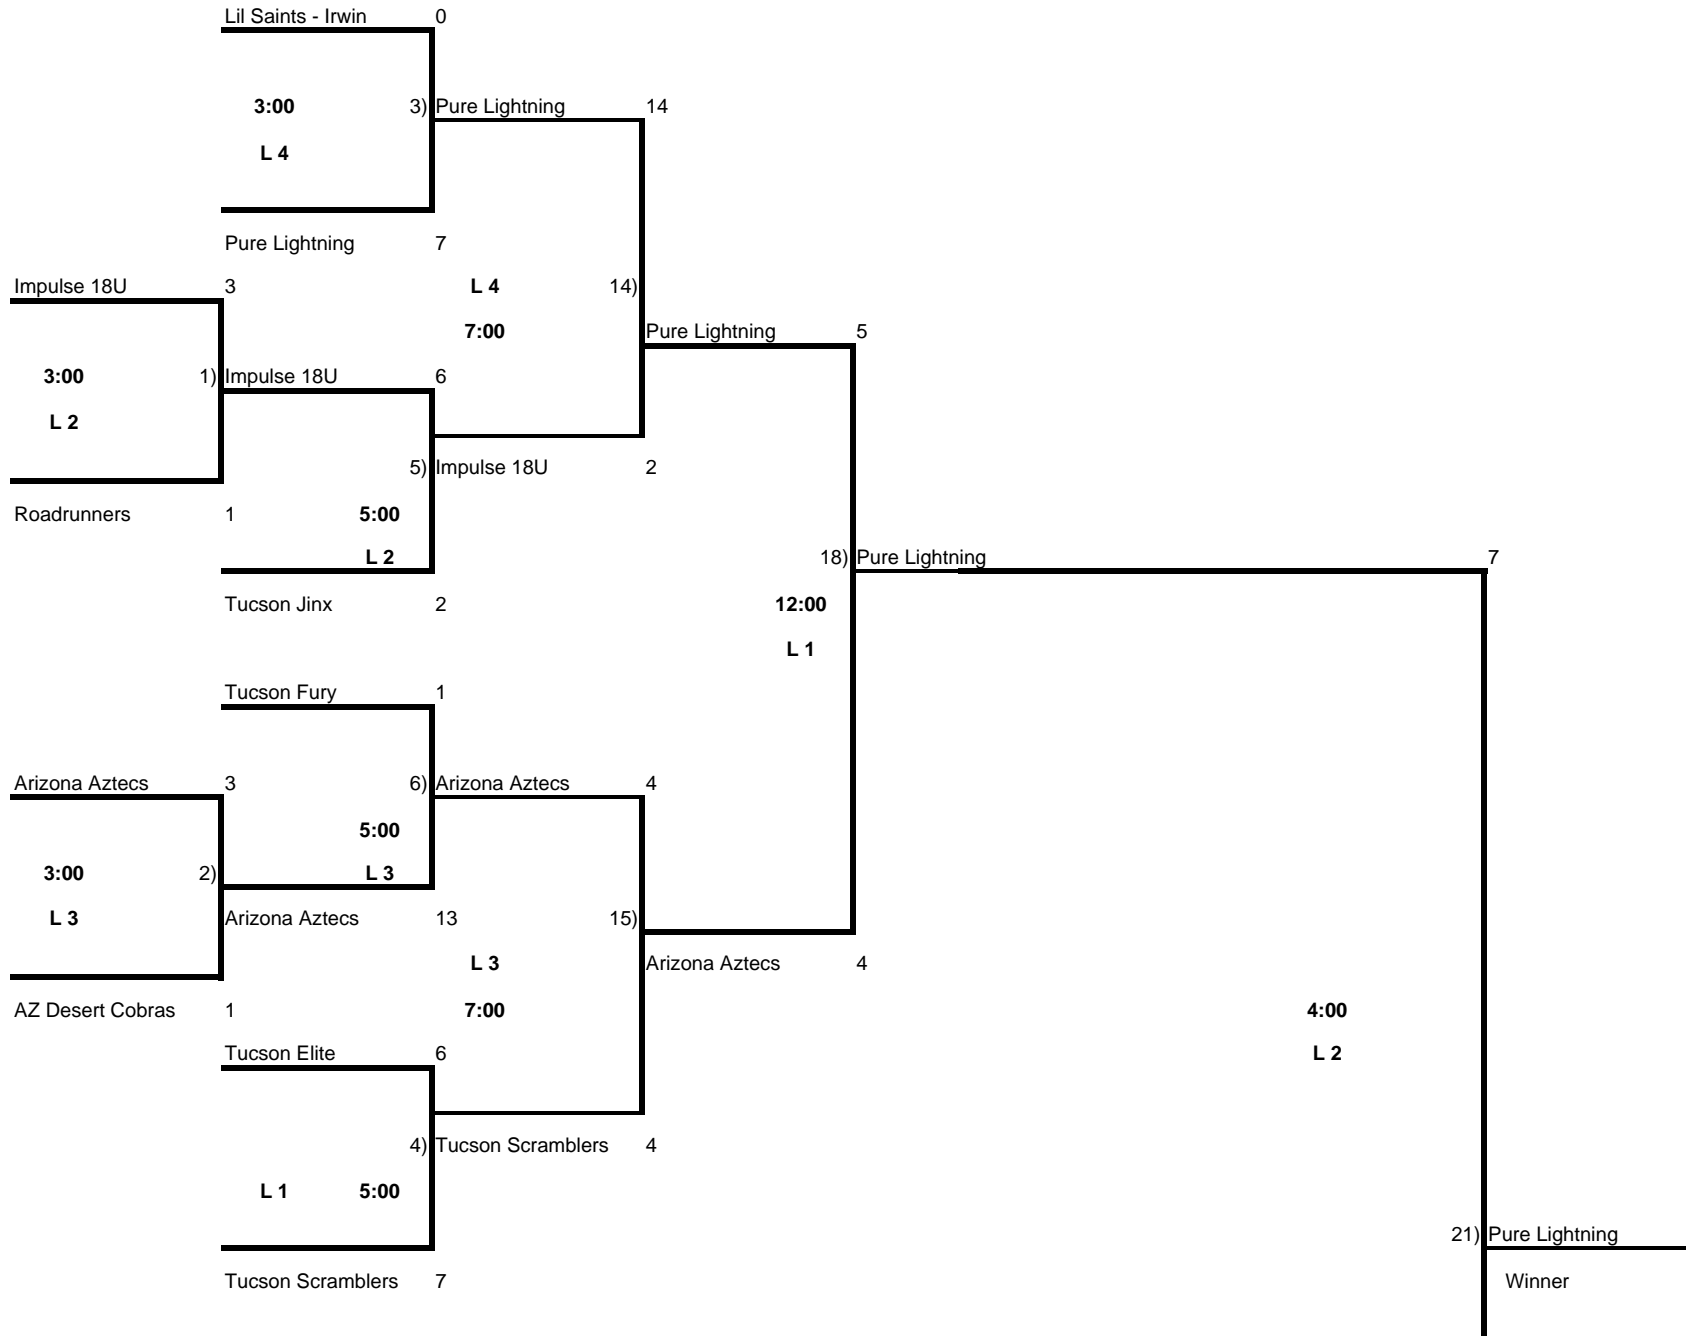 Lil Saints - Irwin 0
3:00 3) Pure Lightning 14
L 4
Pure Lightning 7
Impulse 18U 3 L 4 14)
7:00 Pure Lightning 5
3:00 1) Impulse 18U 6
L 2
5) Impulse 18U 2
Roadrunners 1 5:00
L 2 18) Pure Lightning 7
Tucson Jinx 2 12:00
L 1
Tucson Fury 1
Arizona Aztecs 3 6) Arizona Aztecs 4
5:00
3:00 2) L 3
L 3 Arizona Aztecs 13 15)
L 3 Arizona Aztecs 4
AZ Desert Cobras 1 7:00 4:00
Tucson Elite 6 L 2
4) Tucson Scramblers 4
L 1 5:00
21) Pure Lightning
Tucson Scramblers 7 Winner